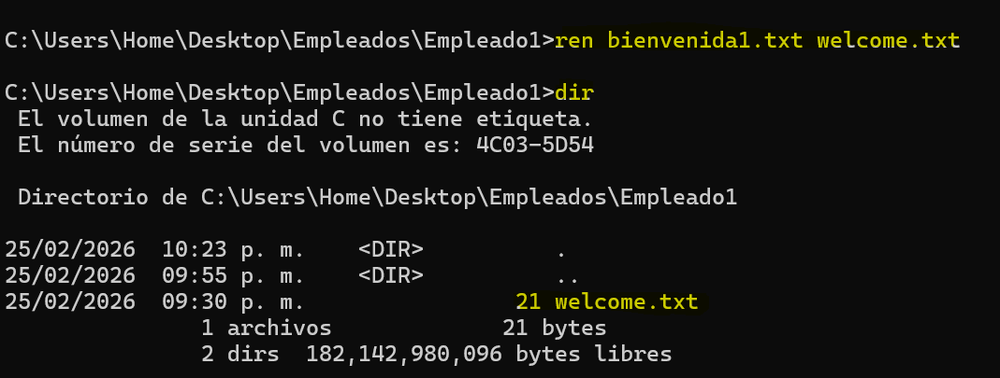 C:\Users\Home\Desktop\Empleados\Empleado1>ren bienvenida1.txt welcome.txt
C:\Users\Home\Desktop\Empleados\Empleado1>dir
 El volumen de la unidad C no tiene etiqueta.
 El número de serie del volumen es: 4C03-5D54
 Directorio de C:\Users\Home\Desktop\Empleados\Empleado1
25/02/2026  10:23 p. m.    <DIR>          .
25/02/2026  09:55 p. m.    <DIR>          ..
25/02/2026  09:30 p. m.                21 welcome.txt
               1 archivos             21 bytes
               2 dirs  182,142,980,096 bytes libres